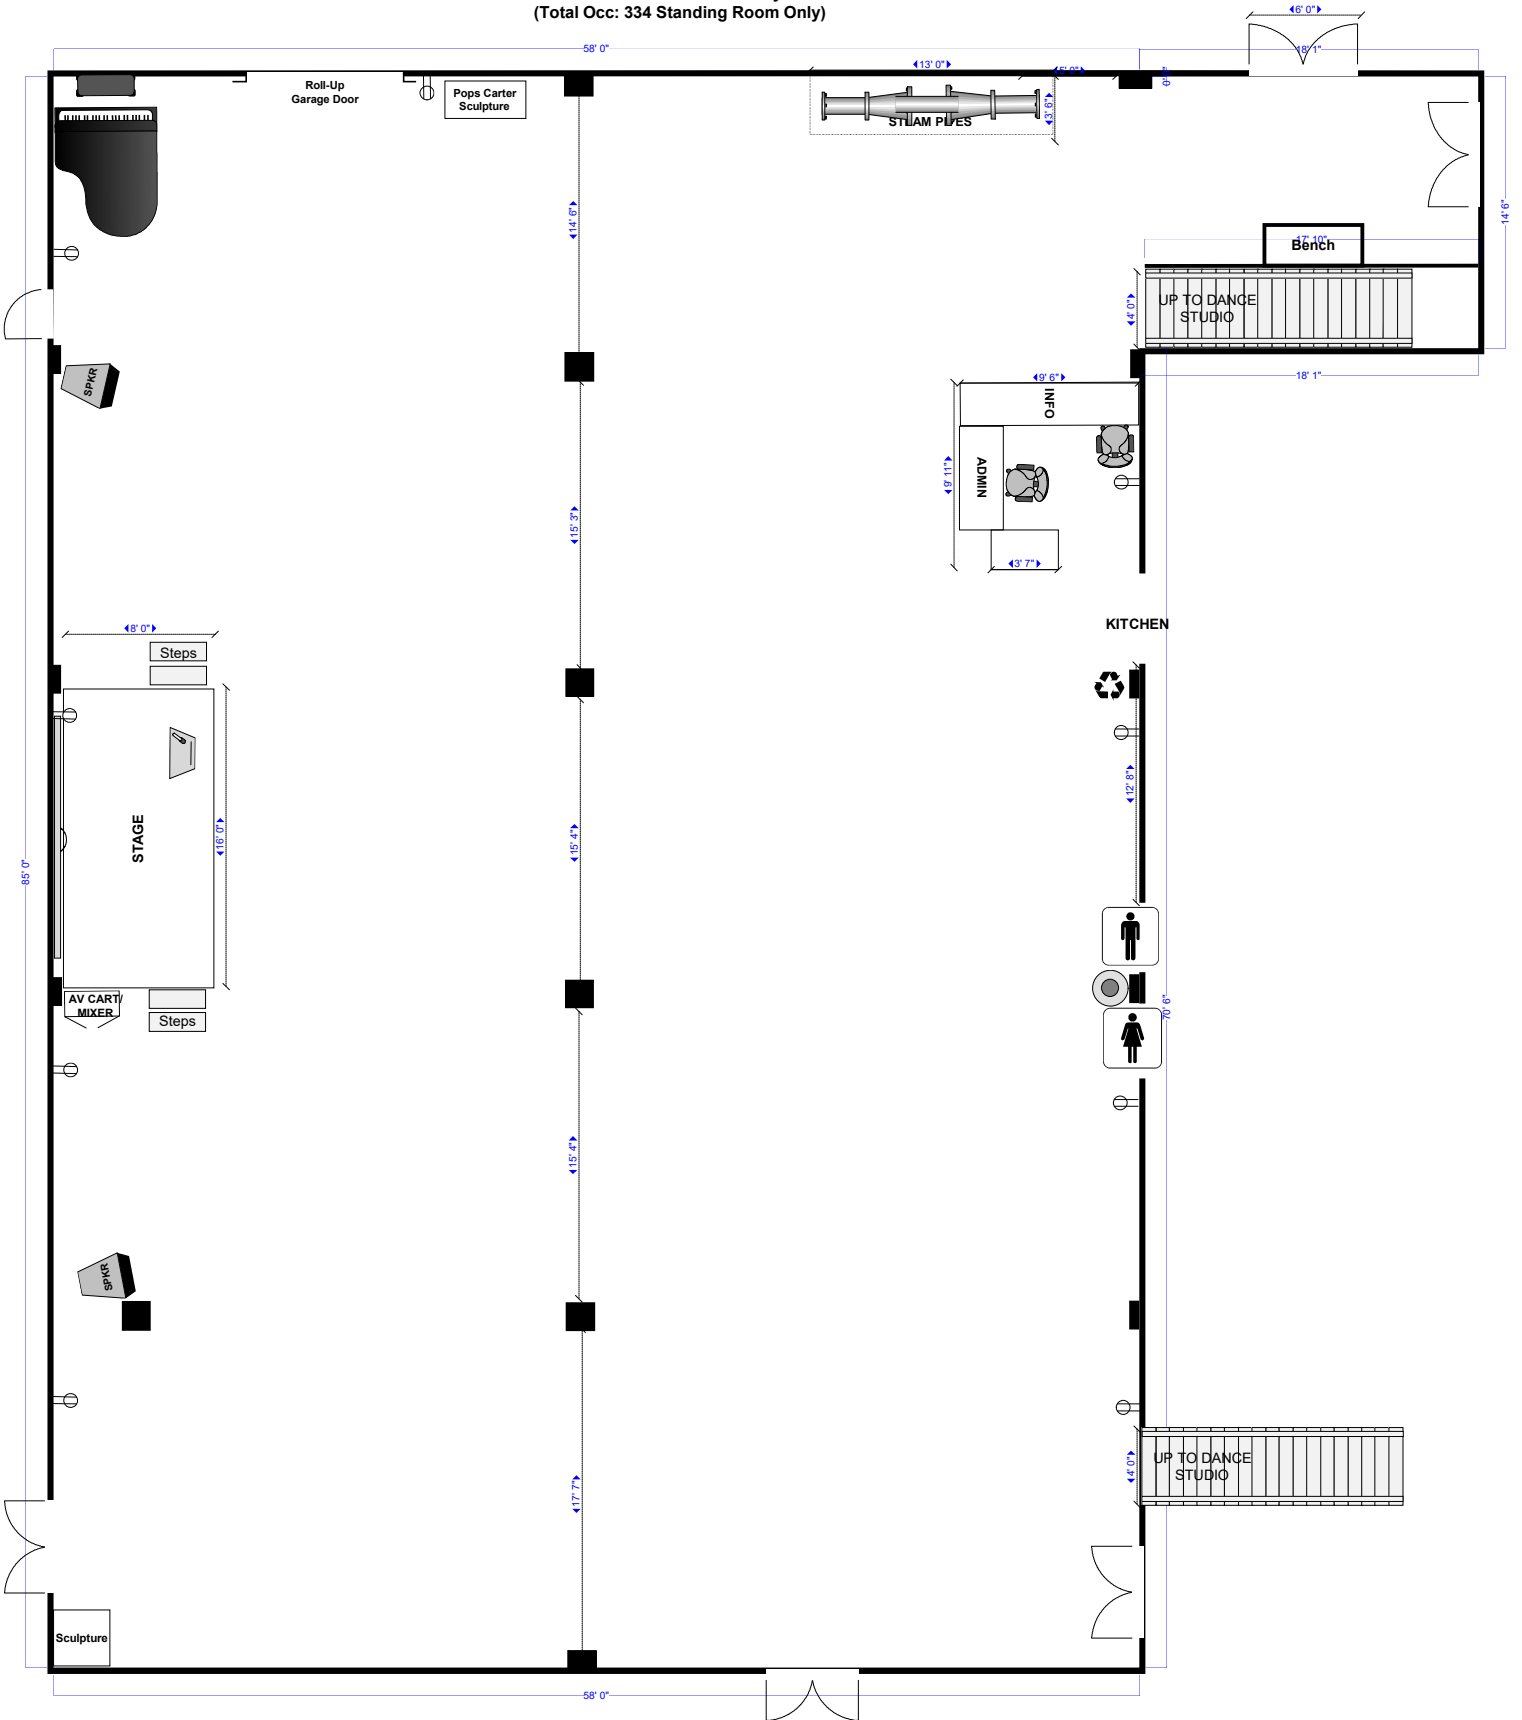 (Total Occ: 334 Standing Room Only)
6' 0"
58' 0"
18' 1"
13' 0"
5' 0"
Roll-Up
Garage Door
Pops Carter
Sculpture
3' 6"
STEAM PIPES
14' 6"
14' 6"
17' 10"
Bench
4' 0"
UP TO DANCE
STUDIO
SPKR
9' 6"
18' 1"
INFO
9' 11"
ADMIN
15' 3"
3' 7"
KITCHEN
8' 0"
Steps
12' 8"
STAGE
16' 0"
15' 4"
85' 0"
AV CART/
MIXER
Steps
70' 6"
15' 4"
SPKR
UP TO DANCE
STUDIO
4' 0"
17' 7"
Sculpture
58' 0"